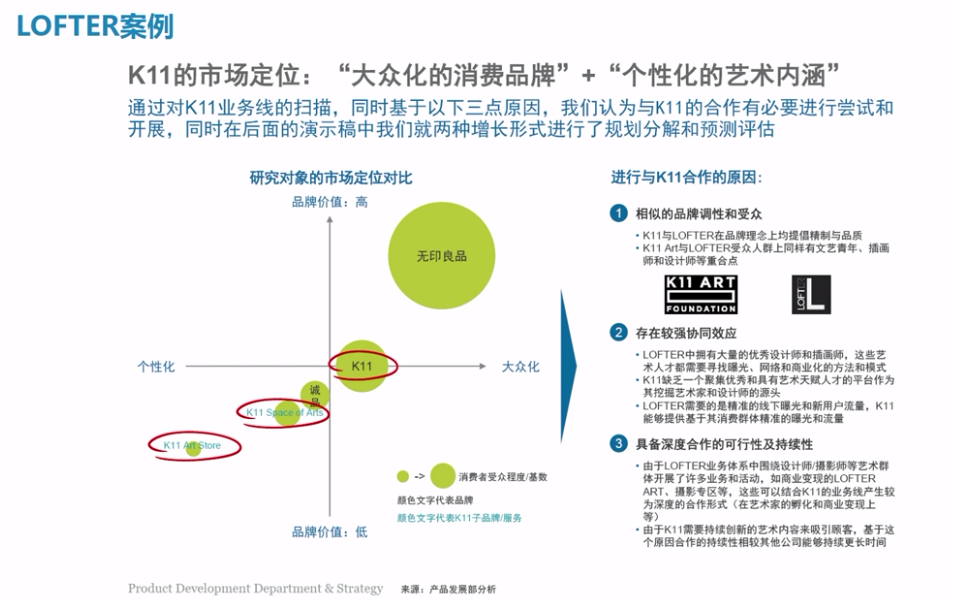 LOFTER案例
K11的市场定位：“大众化的消费品牌”+“个性化的艺术内涵”
通过对K11业务线的扫描，同时基于以下三点原因，我们认为与K11的合作有必要进行尝试和
开展，同时在后面的演示稿中我们就两种增长形式进行了规划分解和预测评估
研究对象的市场定位对比
品牌价值：高
无印良品
个性化
大众化
K11
诚
品
K11 Space of Arts
K11 Art Store
->
消费者受众程度/基数
颜色文字代表品牌
颜色文字代表K11子品牌/服务
品牌价值：低
进行与K11合作的原因：
1 相似的品牌调性和受众
• K11与LOFTER在品牌理念上均提倡精制与品质
• K11 Art与LOFTER受众人群上同样有文艺青年、插画
师和设计师等重合点
K11 ART
FOUNDATION
LOFTER
L
2 存在较强协同效应
• LOFTER中拥有大量的优秀设计师和插画师，这些艺
术人才都需要寻找曝光、网络和商业化的方法和模式
• K11缺乏一个聚集优秀和具有艺术天赋人才的平台作为
其挖掘艺术家和设计师的源头
• LOFTER需要的是精准的线下曝光和新用户流量，K11
能够提供基于其消费群体精准的曝光和流量
3 具备深度合作的可行性及持续性
• 由于LOFTER业务体系中围绕设计师/摄影师等艺术群
体开展了许多业务和活动，如商业变现的LOFTER
ART、摄影专区等，这些可以结合K11的业务线产生较
为深度的合作形式（在艺术家的孵化和商业变现上
等）
• 由于K11需要持续创新的艺术内容来吸引顾客，基于这
个原因合作的持续性相较其他公司能够持续更长时间
Product Development Department & Strategy
来源：产品发展部分析